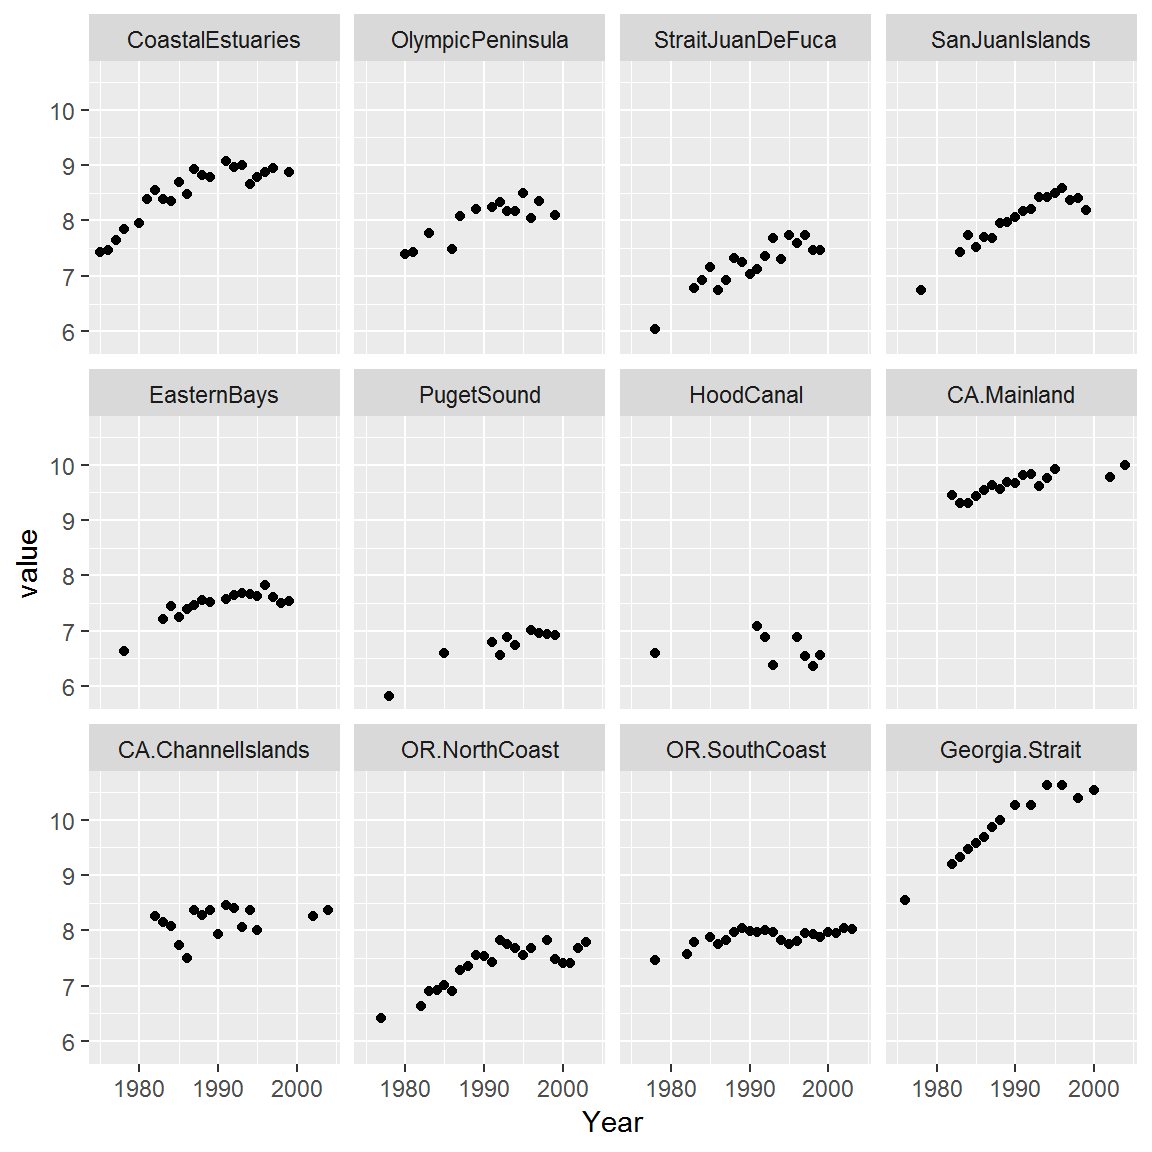 CoastalEstuaries OlympicPeninsula StraitJuanDeFuca SanJuanIslands
10
9
8
7
6
EasternBays PugetSound HoodCanal CA.Mainland
10
9
8
7
6
value
CA.ChannelIslands OR.NorthCoast OR.SouthCoast Georgia.Strait
10
9
8
7
6
1980 1990 2000 1980 1990 2000 1980 1990 2000 1980 1990 2000
Year